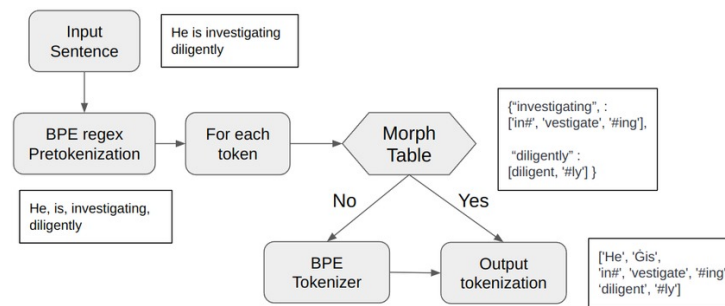 Input
Sentence
He is investigating
diligently
BPE regex
Pretokenization
For each
token
Morph
Table
{“investigating”, :
['in#', 'vestigate', '#ing'],
“diligently” :
[diligent, '#ly'] }
He, is, investigating,
diligently
No
Yes
BPE
Tokenizer
Output
tokenization
['He', 'Ġis',
'in#', 'vestigate', '#ing'
'diligent', '#ly']